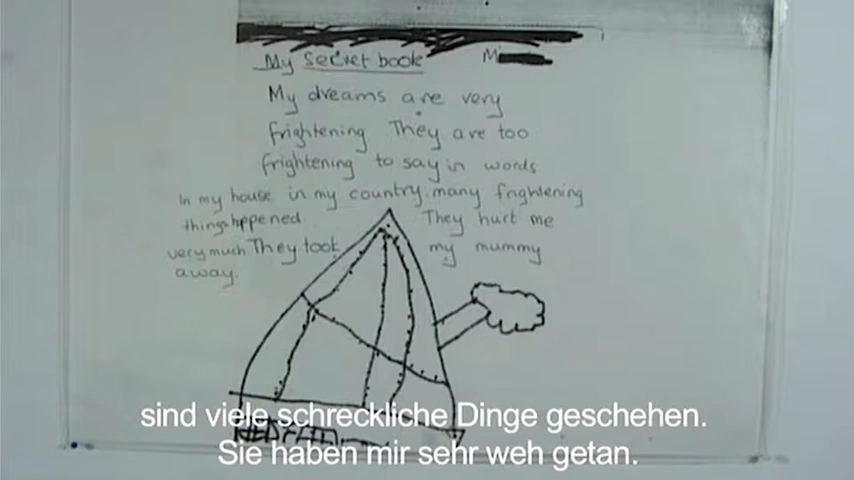 My secret book
My dreams are very
frightening They are too
frightening to say in words
In my house in my country many frightening
things hppened They hurt me
very much. They took my mummy
away.
sind viele schreckliche Dinge geschehen.
Sie haben mir sehr weh getan.